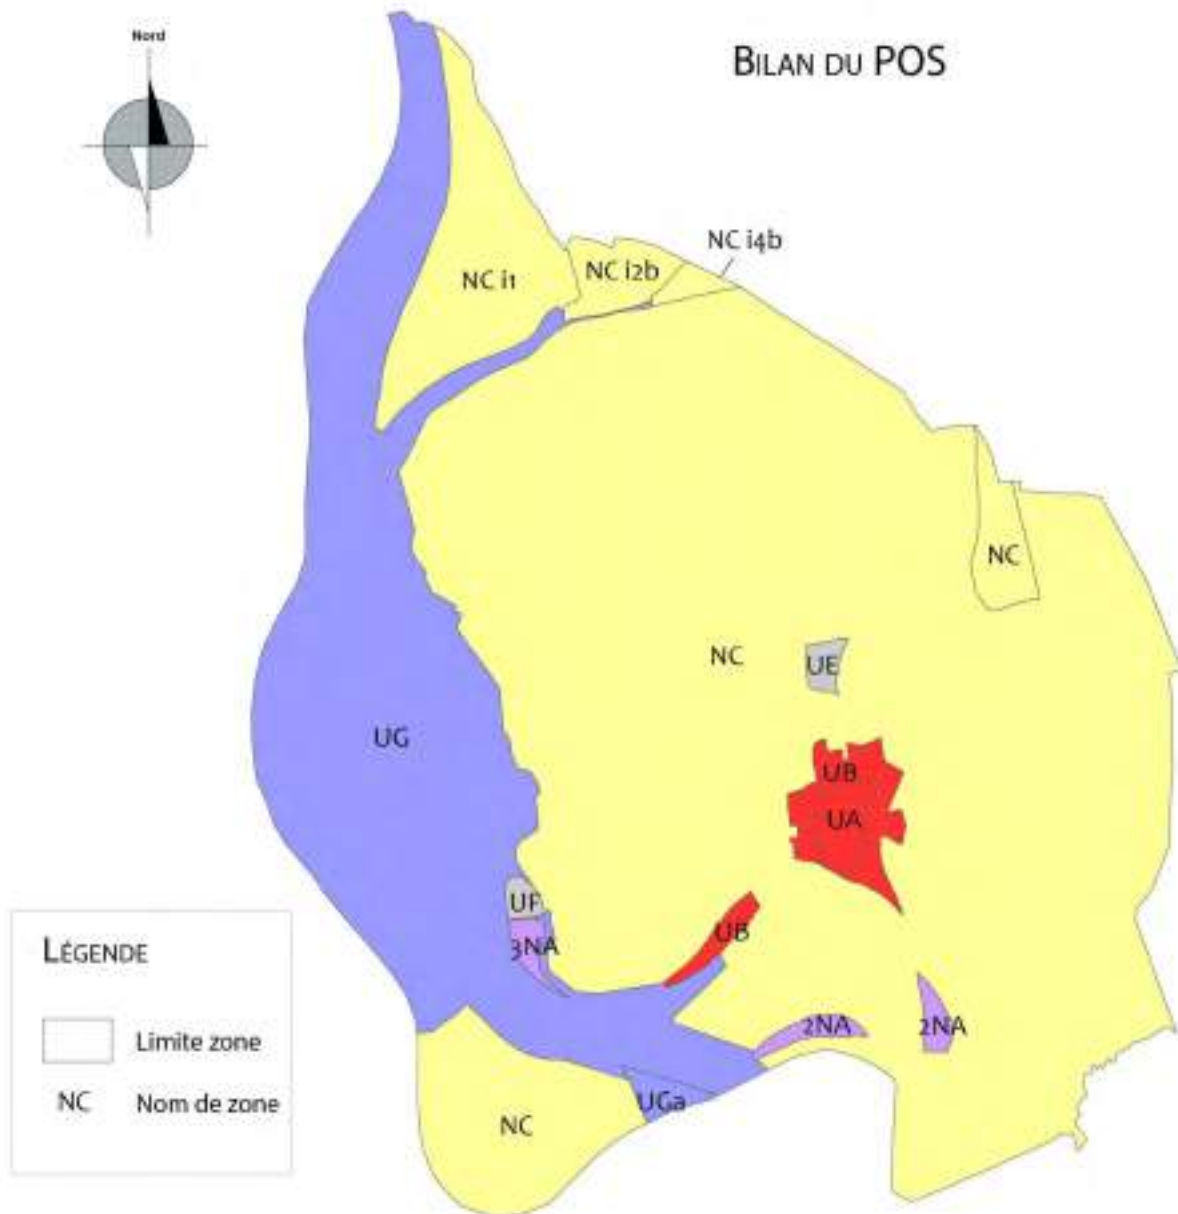 Nord
BILAN DU POS
NC i4b
NC i2b
NC i1
NC
NC
UE
UG
UB
UA
UF
UB
3NA
2NA
2NA
UGa
NC
LÉGENDE
Limite zone
NC Nom de zone